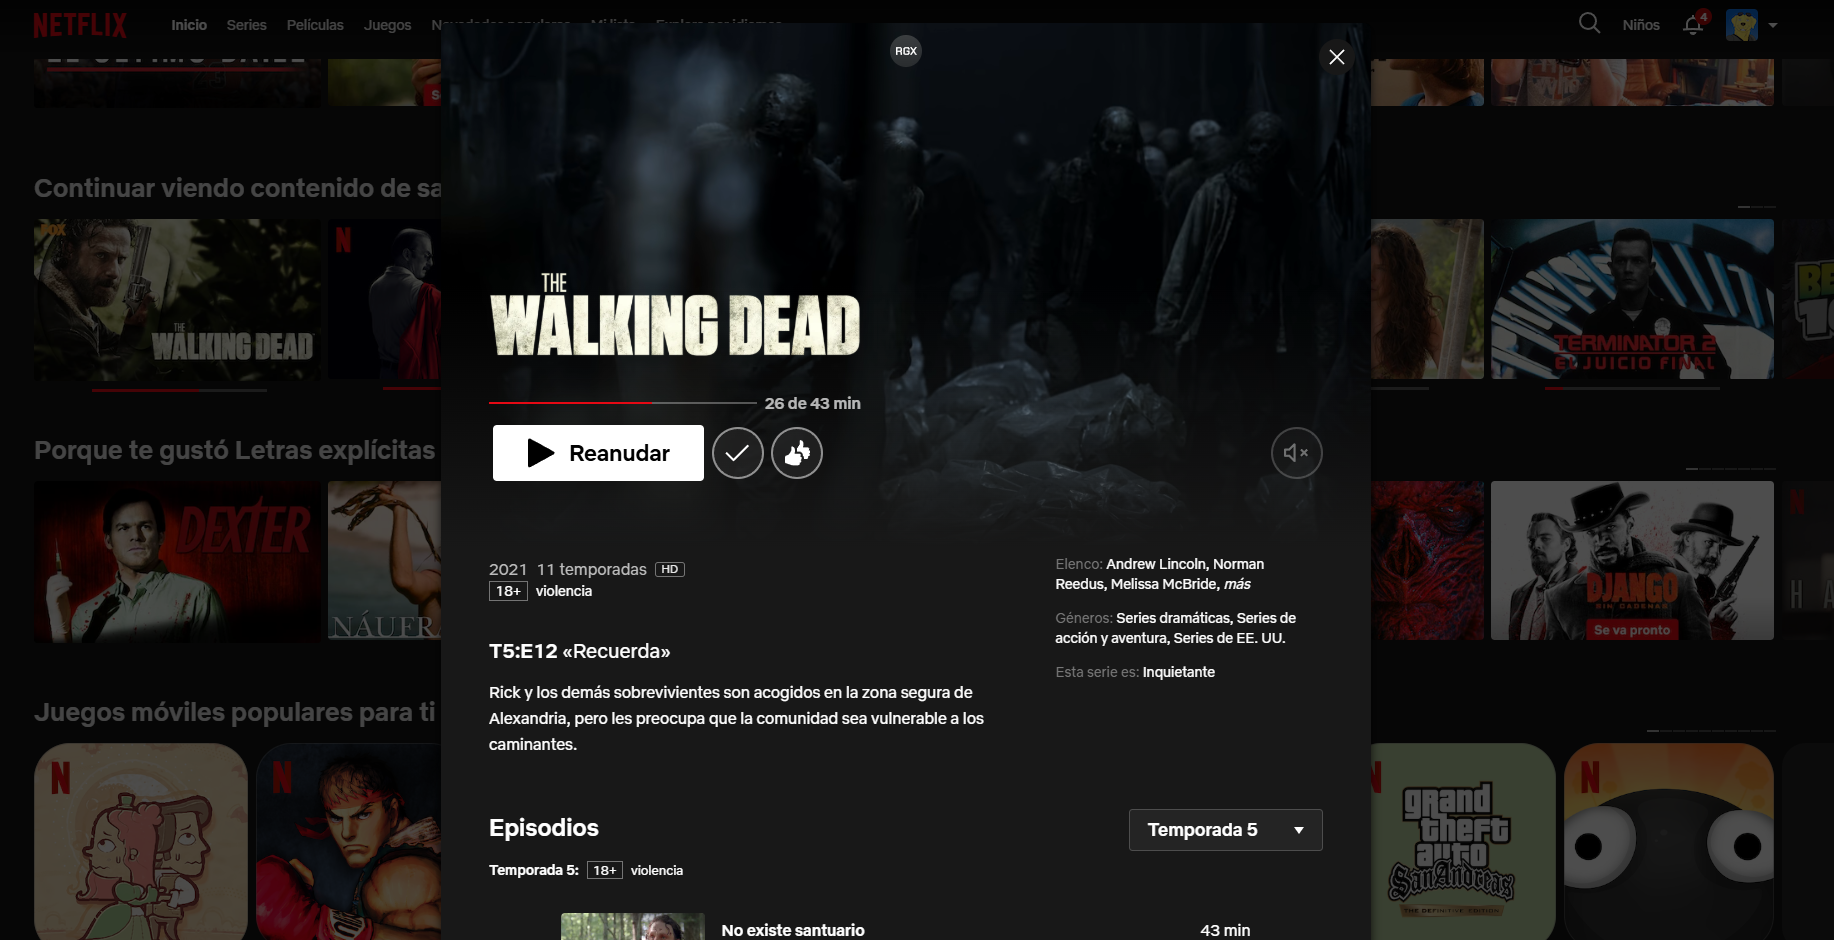 NETFLIX
Inicio Series Películas Juegos
Niños
4
RGX
Continuar viendo contenido de sa
FOX
THE
WALKING DEAD
TERMINATOR 2
EL JUICIO FINAL
THE
WALKING DEAD
26 de 43 min
Reanudar
Porque te gustó Letras explícitas
DEXTER
DJANGO
SIN CADENAS
Se va pronto
2021 11 temporadas HD
18+ violencia
Elenco: Andrew Lincoln, Norman
Reedus, Melissa McBride, más
Géneros: Series dramáticas, Series de
acción y aventura, Series de EE. UU.
Esta serie es: Inquietante
T5:E12 «Recuerda»
Rick y los demás sobrevivientes son acogidos en la zona segura de
Alexandria, pero les preocupa que la comunidad sea vulnerable a los
caminantes.
Juegos móviles populares para ti
N
N
N
grand
theft
auto
San Andreas
THE DEFINITIVE EDITION
Episodios
Temporada 5
Temporada 5: 18+ violencia
No existe santuario
43 min